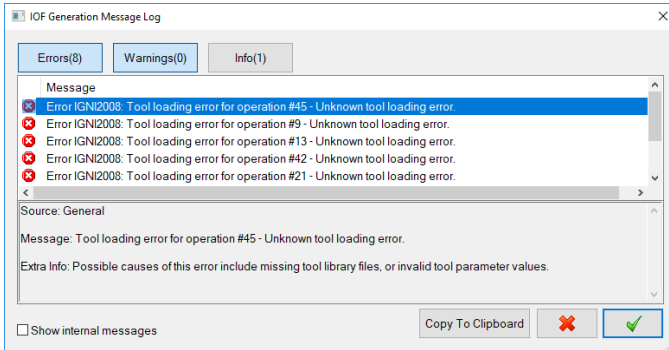 IOF Generation Message Log
Errors(8) Warnings(0) Info(1)
Message
Error IGNI2008: Tool loading error for operation #45 - Unknown tool loading error.
Error IGNI2008: Tool loading error for operation #9 - Unknown tool loading error.
Error IGNI2008: Tool loading error for operation #13 - Unknown tool loading error.
Error IGNI2008: Tool loading error for operation #42 - Unknown tool loading error.
Error IGNI2008: Tool loading error for operation #21 - Unknown tool loading error.
Source: General
Message: Tool loading error for operation #45 - Unknown tool loading error.
Extra Info: Possible causes of this error include missing tool library files, or invalid tool parameter values.
Copy To Clipboard
Show internal messages